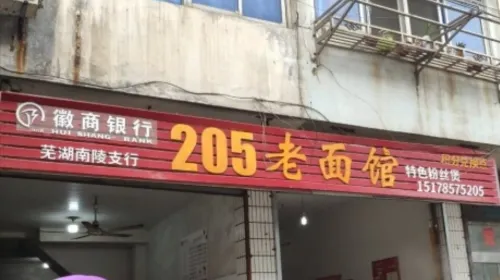 徽商银行
HUI SHANG BANK
芜湖南陵支行
205老面馆
特色粉丝煲
15178575205